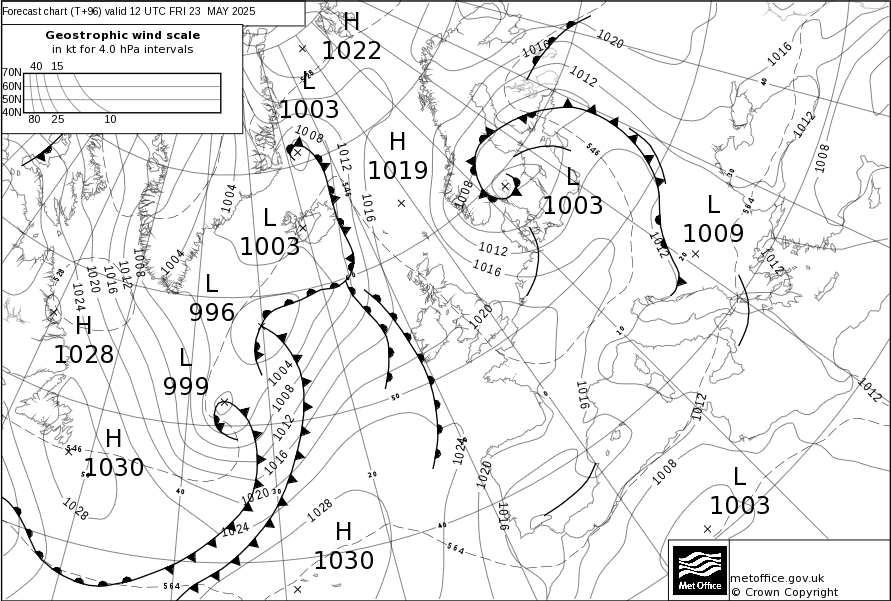 Forecast chart (T+96) valid 12 UTC FRI 23 MAY 2025
Geostrophic wind scale
in kt for 4.0 hPa intervals
40 15
70N
60N
50N
40N
80 25 10
H
1022
L
1003
1008
1016
1020
1012
1016
1012
1008
H
1019
1012
546
1016
1004
L
1003
1004
1008
1012
1016
1020
1024
528
L
996
H
1028
L
999
1004
1008
1012
1016
1020
1024
H
1030
546
1028
40
30
20
50
1028
H
1030
564
40
564
1008
L
1003
546
1012
1016
1020
L
1009
564
30
40
20
10
0
1012
1012
1016
1012
1012
1008
1024
1020
1016
L
1003
Met Office
metoffice.gov.uk
© Crown Copyright